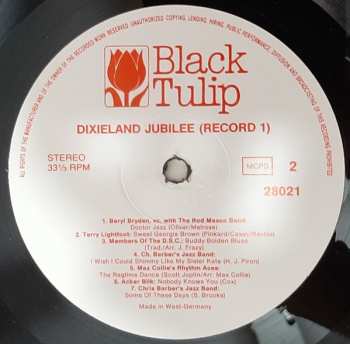 ALL RIGHTS OF THE MANUFACTURER AND OF THE OWNER OF THE RECORDED WORK RESERVED UNAUTHORIZED COPYING LENDING HIRING PUBLIC PERFORMANCE, DIFFUSION AND BROADCASTING OF THIS RECORDING PROHIBITED
Black
Tulip
DIXIELAND JUBILEE (RECORD 1)
STEREO
33⅓ RPM
MCPS
2
28021
1. Beryl Bryden, vc, with The Rod Mason Band:
Doctor Jazz (Oliver/Melrose)
2. Terry Lightfoot: Sweet Georgia Brown (Pinkard/Casey/Bernie)
3. Members Of The D.S.C.: Buddy Bolden Blues
(Trad./Arr. J. Frazy)
4. Ch. Barber's Jazz Band:
I Wish I Could Shimmy Like My Sister Kate (H. J. Piron)
5. Max Collie's Rhythm Aces:
The Ragtime Dance (Scott Joplin/Arr. Max Collie)
6. Acker Bilk: Nobody Knows You (Cox)
7. Chris Barber's Jazz Band:
Some Of These Days (S. Brooks)
Made in West-Germany